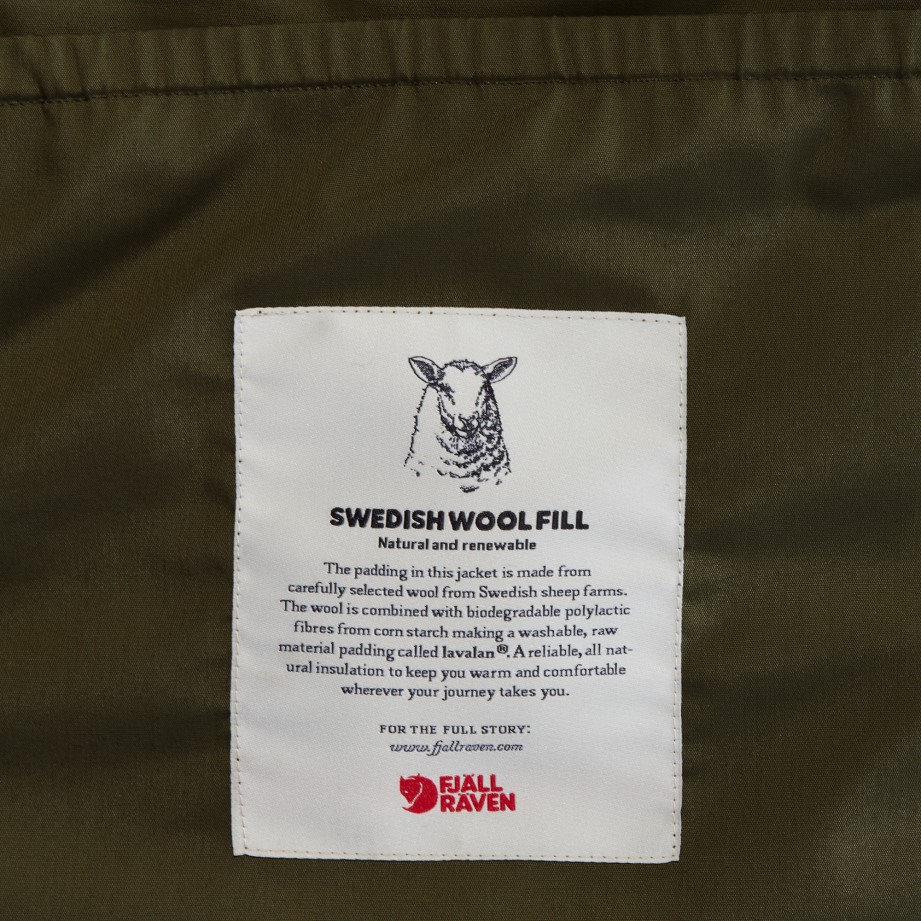 SWEDISH WOOL FILL
Natural and renewable
The padding in this jacket is made from
carefully selected wool from Swedish sheep farms.
The wool is combined with biodegradable polylactic
fibres from corn starch making a washable, raw
material padding called lavalan®. A reliable, all nat-
ural insulation to keep you warm and comfortable
wherever your journey takes you.
FOR THE FULL STORY:
www.fjallraven.com
FJÄLL
RÄVEN